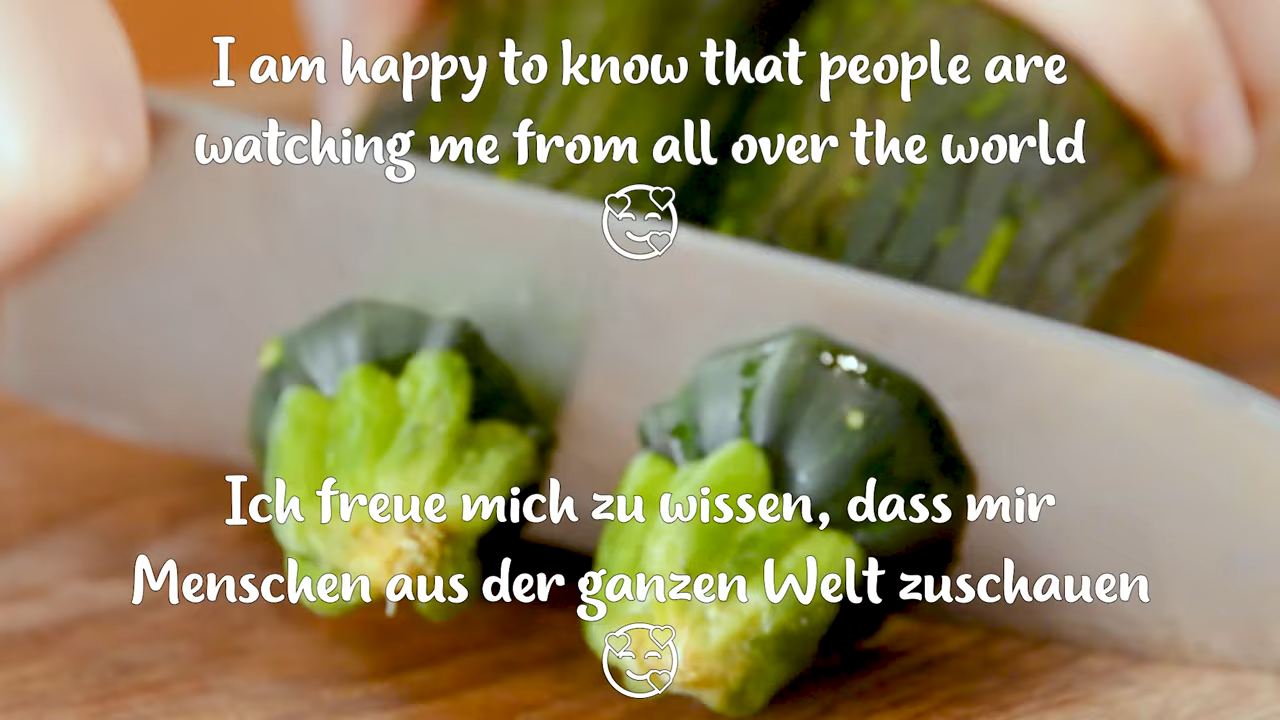 I am happy to know that people are
watching me from all over the world
🥰
Ich freue mich zu wissen, dass mir
Menschen aus der ganzen Welt zuschauen
🥰